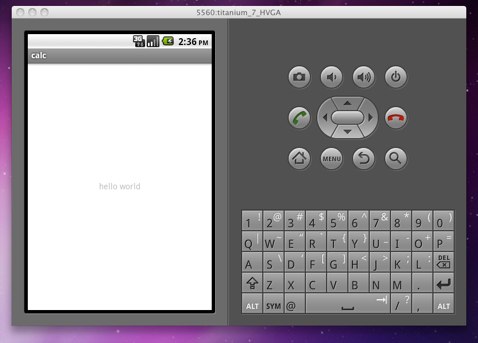 5560:titanium_7_HVGA
3G 2:36 PM
calc
hello world
MENU
1 ! 2 @ 3 # 4 $ 5 % 6 ^ 7 & 8 * 9 ( 0 )
Q | W ~ E " R ` T { Y } U _ I - O + P =
A S \ D ' F [ G ] H < J > K ; L : DEL
Z X C V B N M .
ALT SYM @ / ? , ALT